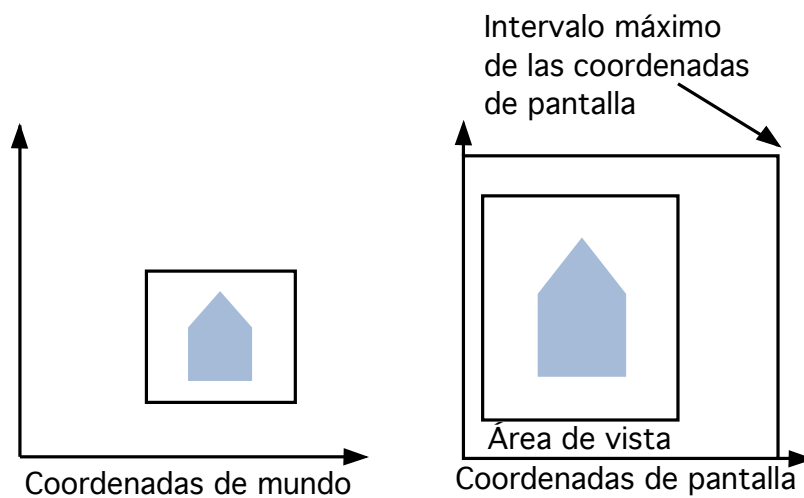 Intervalo máximo
de las coordenadas
de pantalla
Área de vista
Coordenadas de mundo
Coordenadas de pantalla